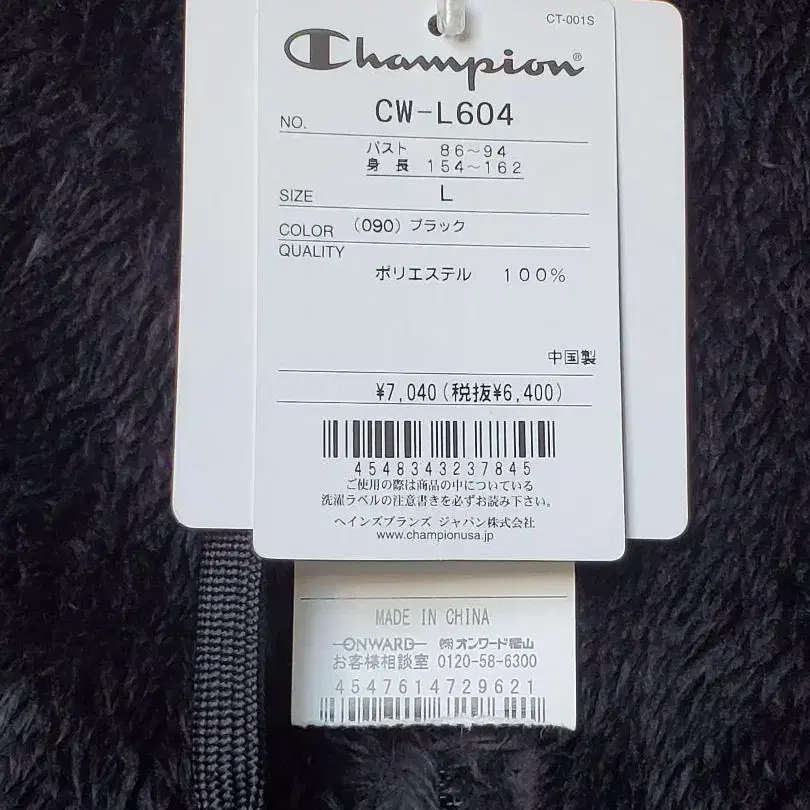 CT-001S
Champion®
NO. CW-L604
バスト 86~94
身長 154~162
SIZE L
COLOR (090) ブラック
QUALITY
ポリエステル 100%
中国製
¥7,040(税抜¥6,400)
4548343237845
ご使用の際は商品の中についている
洗濯ラベルの注意書きを必ずお読み下さい。
ヘインズブランズ ジャパン株式会社
www.championusa.jp
MADE IN CHINA
ONWARD ㈱オンワード樫山
お客様相談室 0120-58-6300
4547614729621